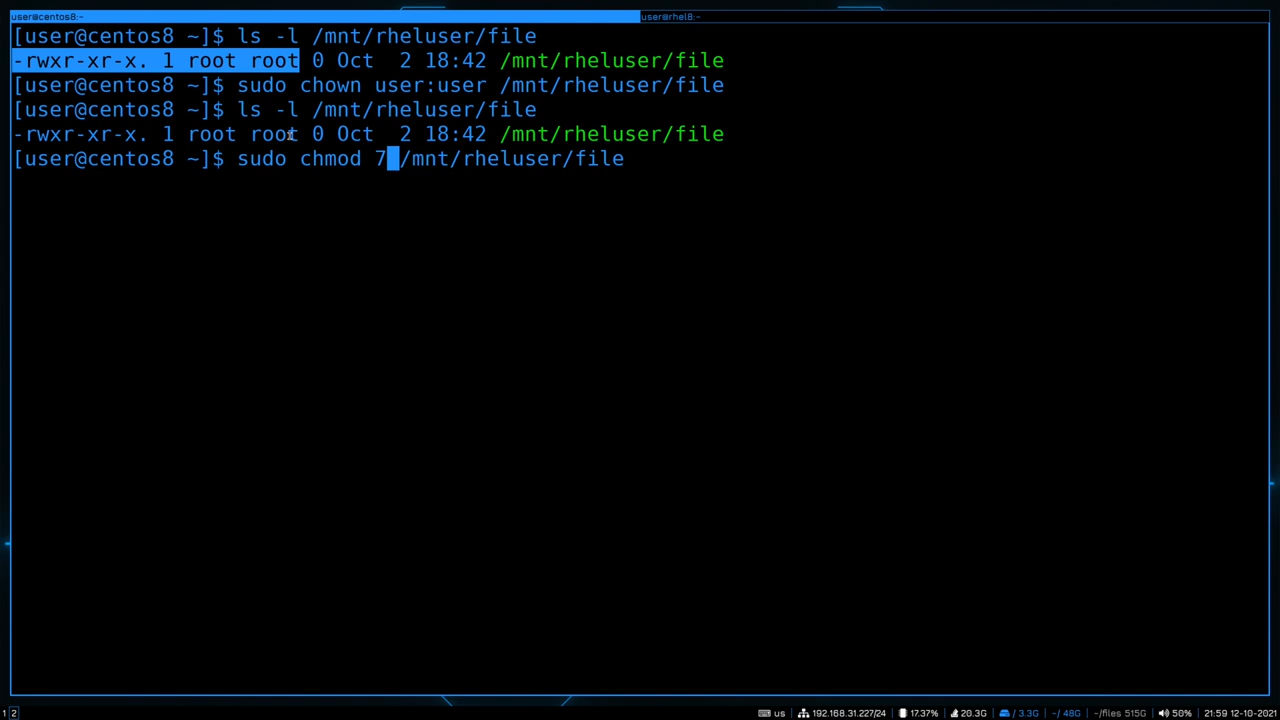 user@centos8:~ user@rhel8:~
[user@centos8 ~]$ ls -l /mnt/rheluser/file
-rwxr-xr-x. 1 root root 0 Oct  2 18:42 /mnt/rheluser/file
[user@centos8 ~]$ sudo chown user:user /mnt/rheluser/file
[user@centos8 ~]$ ls -l /mnt/rheluser/file
-rwxr-xr-x. 1 root root 0 Oct  2 18:42 /mnt/rheluser/file
[user@centos8 ~]$ sudo chmod 7 /mnt/rheluser/file
1 2 us 192.168.31.227/24 17.37% 20.3G / 3.3G ~/ 48G ~/files 515G 50% 21:59 12-10-2021